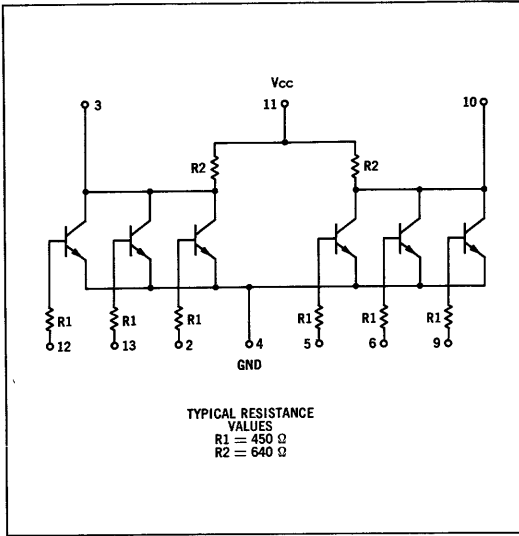 Vcc
3
11
10
R2
R2
R1
R1
R1
R1
R1
R1
12
13
2
4
5
6
9
GND
TYPICAL RESISTANCE
VALUES
R1 = 450 Ω
R2 = 640 Ω